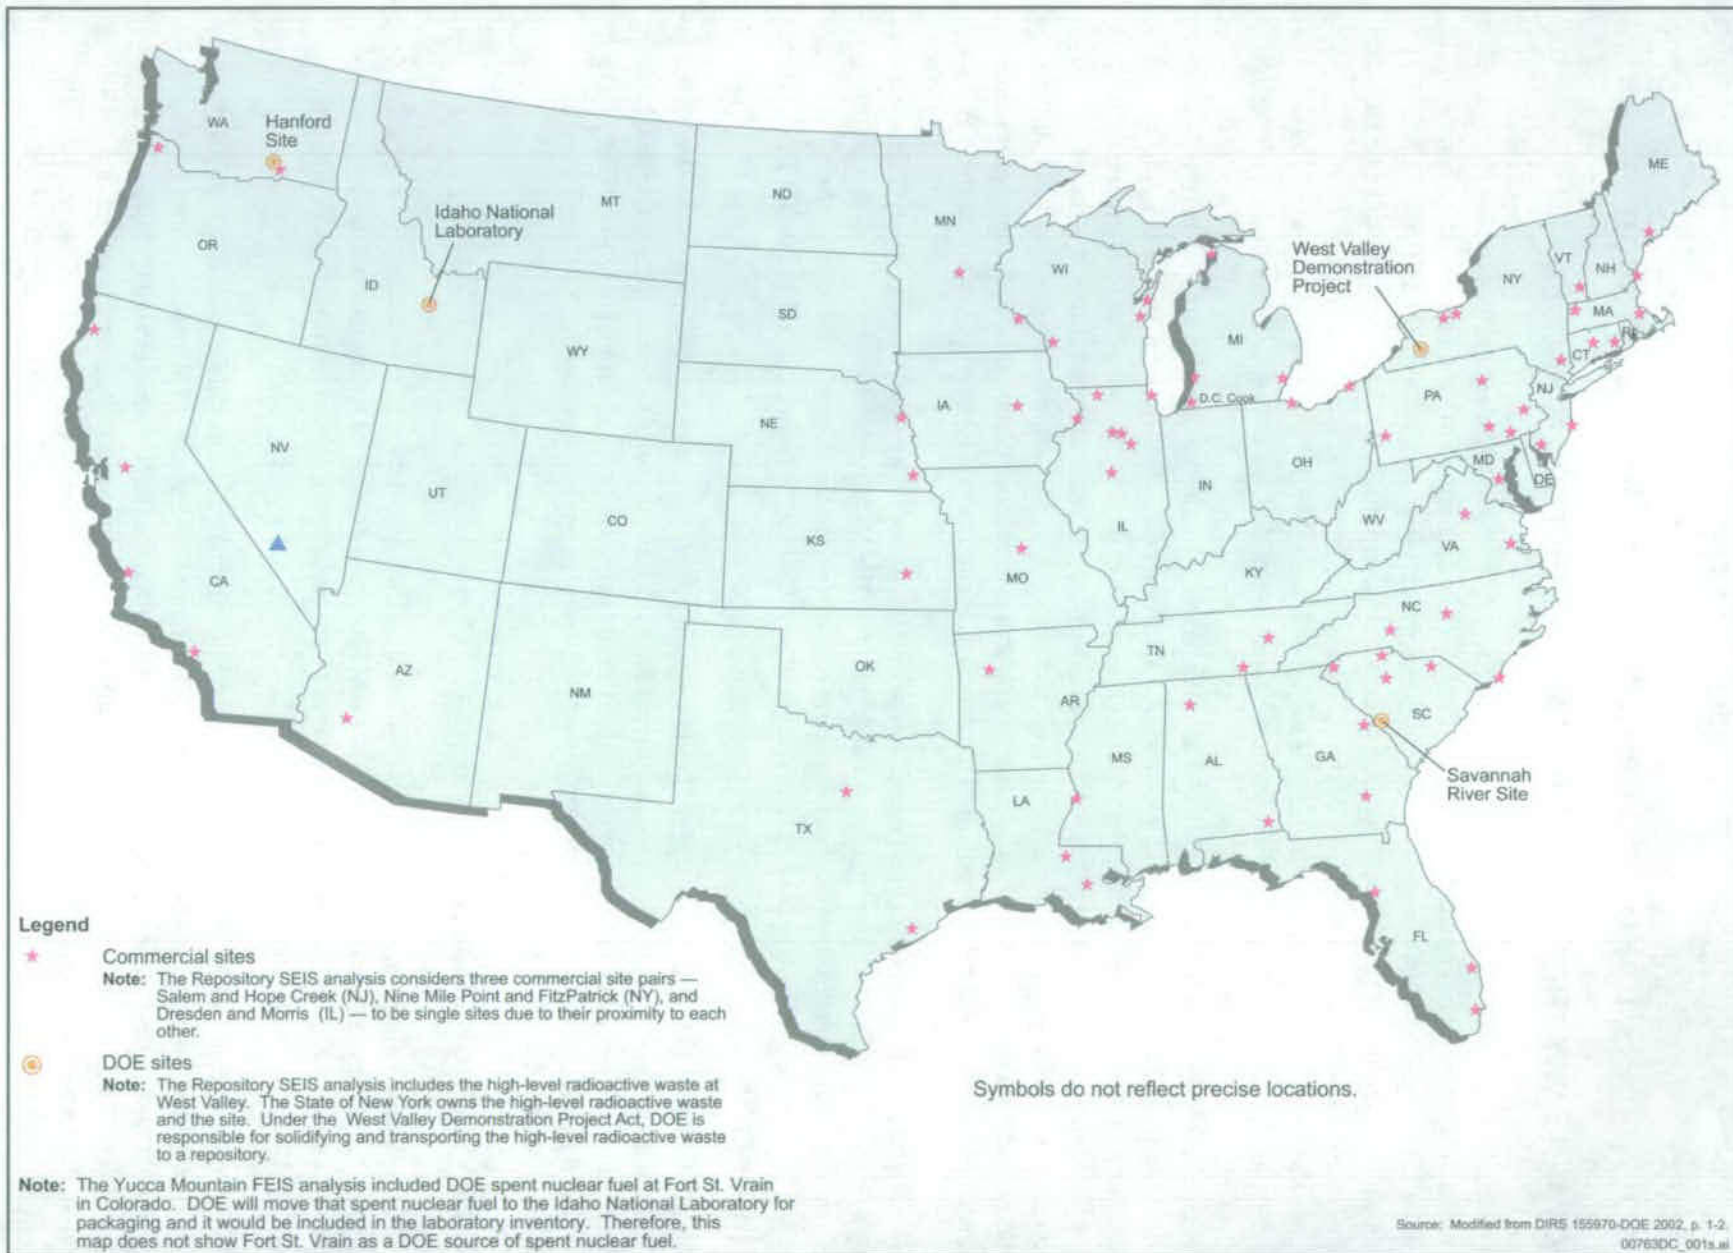 WA
Hanford
Site
ME
MT
ND
Idaho National
Laboratory
MN
OR
West Valley
Demonstration
Project
VT
NH
NY
WI
ID
SD
MA
RI
MI
CT
WY
D.C. Cook
PA
NJ
IA
NE
NV
OH
MD
DE
UT
IN
CO
IL
WV
KS
VA
CA
MO
KY
NC
TN
AZ
OK
NM
AR
SC
MS
AL
GA
LA
Savannah
River Site
TX
FL
Legend
Commercial sites
Note: The Repository SEIS analysis considers three commercial site pairs —
Salem and Hope Creek (NJ), Nine Mile Point and FitzPatrick (NY), and
Dresden and Morris (IL) — to be single sites due to their proximity to each
other.
DOE sites
Note: The Repository SEIS analysis includes the high-level radioactive waste at
West Valley. The State of New York owns the high-level radioactive waste
and the site. Under the West Valley Demonstration Project Act, DOE is
responsible for solidifying and transporting the high-level radioactive waste
to a repository.
Symbols do not reflect precise locations.
Note: The Yucca Mountain FEIS analysis included DOE spent nuclear fuel at Fort St. Vrain
in Colorado. DOE will move that spent nuclear fuel to the Idaho National Laboratory for
packaging and it would be included in the laboratory inventory. Therefore, this
map does not show Fort St. Vrain as a DOE source of spent nuclear fuel.
Source: Modified from DIRS 155970-DOE 2002, p. 1-2.
00763DC_001s.ai